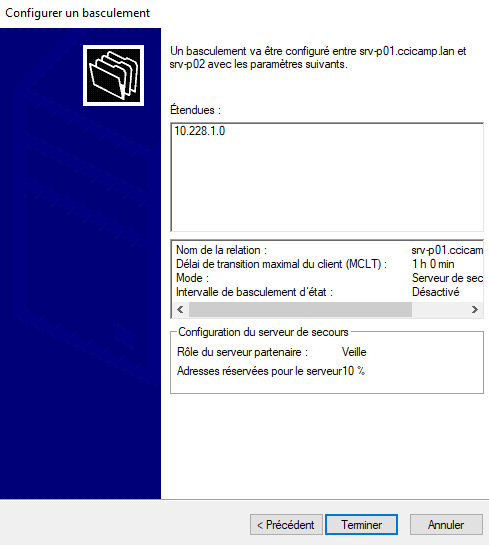 Configurer un basculement
Un basculement va être configuré entre srv-p01.ccicamp.lan et
srv-p02 avec les paramètres suivants.
Étendues :
10.228.1.0
Nom de la relation : srv-p01.ccicam
Délai de transition maximal du client (MCLT) : 1 h 0 min
Mode : Serveur de sec
Intervalle de basculement d'état : Désactivé
Configuration du serveur de secours
Rôle du serveur partenaire : Veille
Adresses réservées pour le serveur 10 %
< Précédent Terminer Annuler